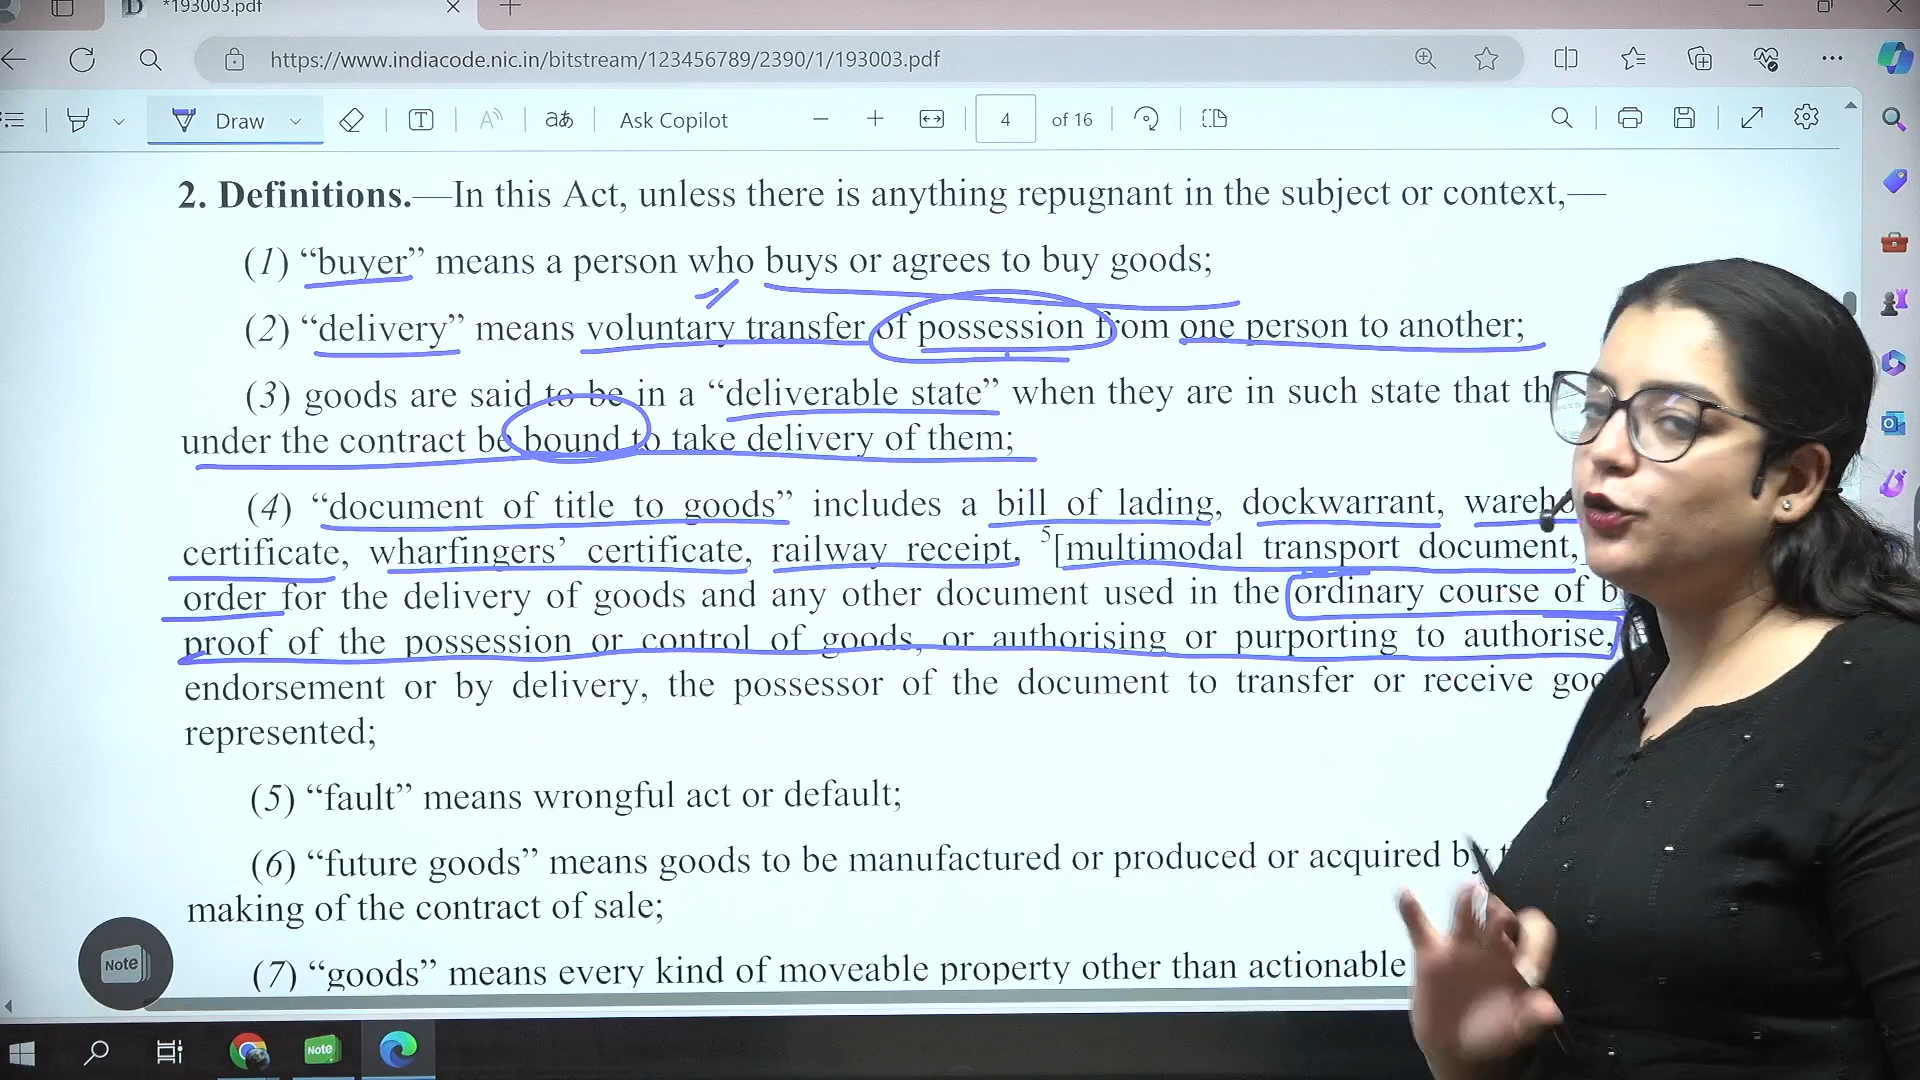 *193003.pdf
https://www.indiacode.nic.in/bitstream/123456789/2390/1/193003.pdf
Draw
aあ
Ask Copilot
4
of 16
2. Definitions.—In this Act, unless there is anything repugnant in the subject or context,—
(1) “buyer” means a person who buys or agrees to buy goods;
(2) “delivery” means voluntary transfer of possession from one person to another;
(3) goods are said to be in a “deliverable state” when they are in such state that th
under the contract be bound to take delivery of them;
(4) “document of title to goods” includes a bill of lading, dockwarrant, wareho
certificate, wharfingers’ certificate, railway receipt, 5[multimodal transport document,
order for the delivery of goods and any other document used in the ordinary course of b
proof of the possession or control of goods, or authorising or purporting to authorise,
endorsement or by delivery, the possessor of the document to transfer or receive goo
represented;
(5) “fault” means wrongful act or default;
(6) “future goods” means goods to be manufactured or produced or acquired by t
making of the contract of sale;
Note
(7) “goods” means every kind of moveable property other than actionable
Note